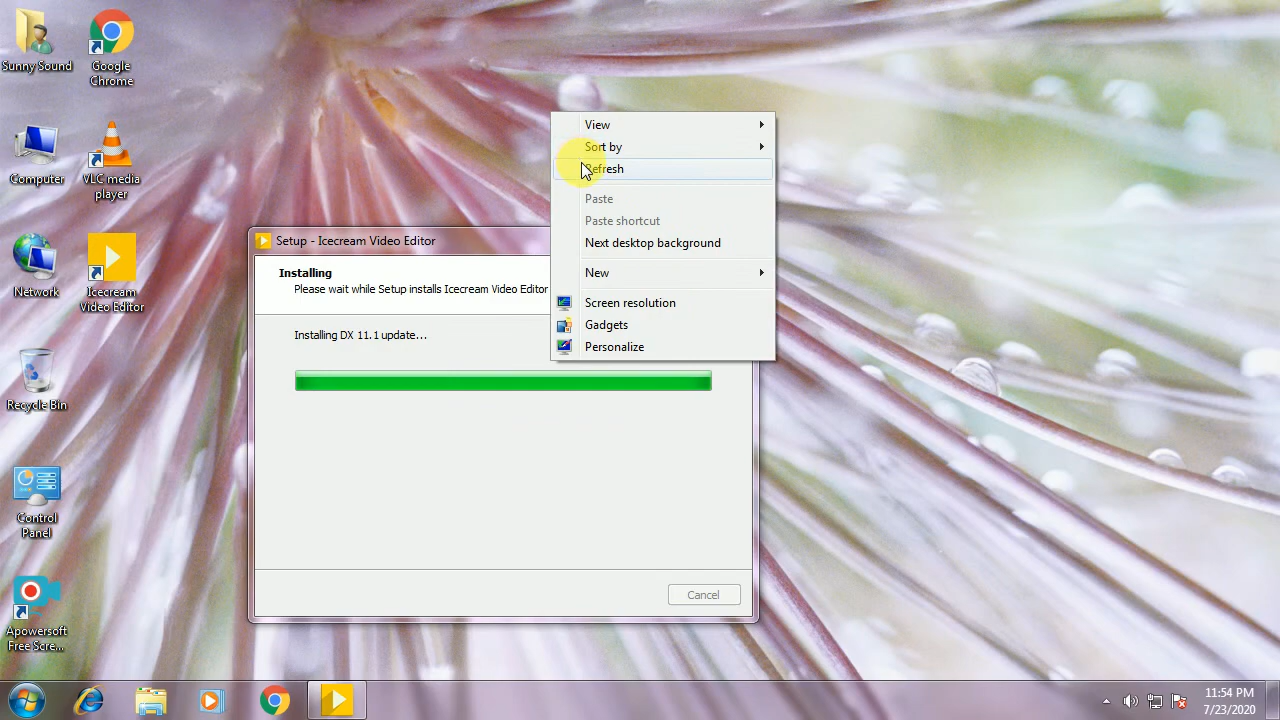 Sunny Sound
Google
Chrome
Computer
VLC media
player
Network
Icecream
Video Editor
Recycle Bin
Control
Panel
Apowersoft
Free Scre...
Setup - Icecream Video Editor
Installing
Please wait while Setup installs Icecream Video Editor
Installing DX 11.1 update...
Cancel
View
Sort by
Refresh
Paste
Paste shortcut
Next desktop background
New
Screen resolution
Gadgets
Personalize
11:54 PM
7/23/2020